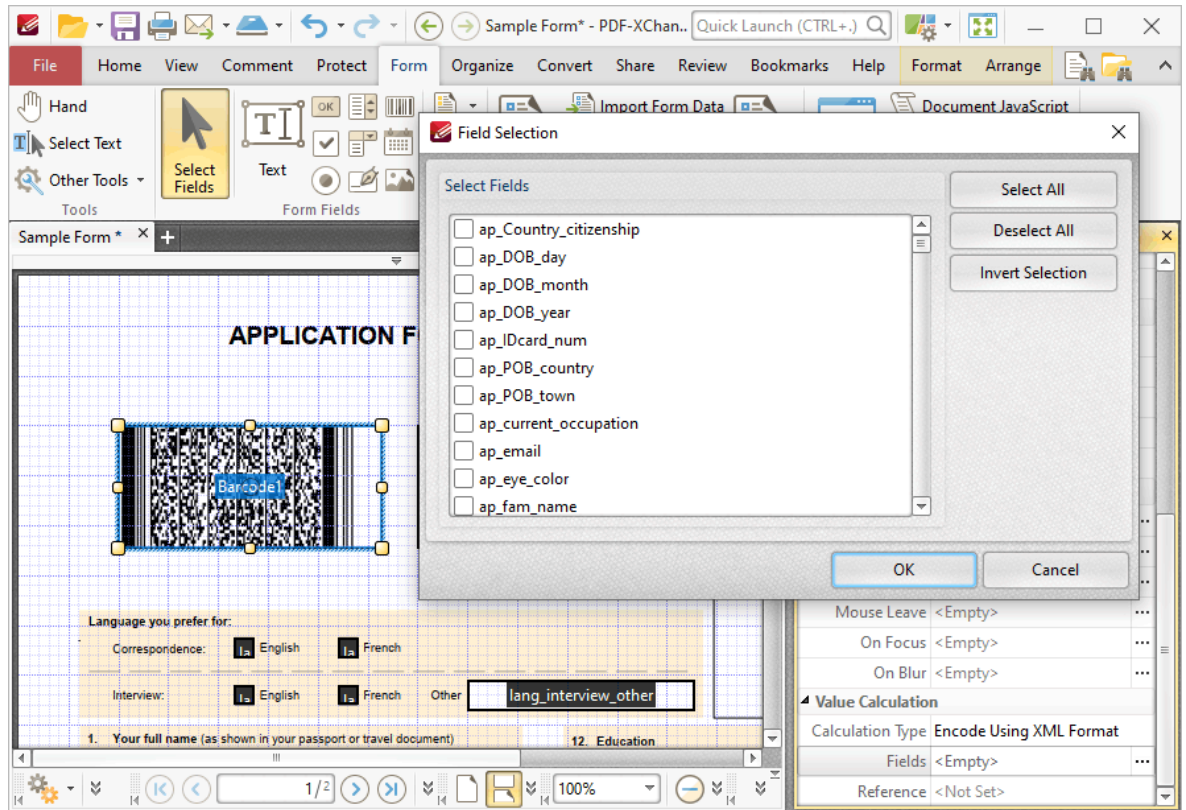 Sample Form* - PDF-XChan..
Quick Launch (CTRL+.)
File Home View Comment Protect Form Organize Convert Share Review Bookmarks Help Format Arrange
Hand
Select Text
Other Tools
Tools
Select Fields
Text
OK
Form Fields
Import Form Data
Document JavaScript
Sample Form *
APPLICATION F
Barcode1
Field Selection
Select Fields
ap_Country_citizenship
ap_DOB_day
ap_DOB_month
ap_DOB_year
ap_IDcard_num
ap_POB_country
ap_POB_town
ap_current_occupation
ap_email
ap_eye_color
ap_fam_name
Select All
Deselect All
Invert Selection
OK
Cancel
Language you prefer for:
Correspondence: la English la French
Interview: la English la French Other lang_interview_other
1. Your full name (as shown in your passport or travel document)
12. Education
Mouse Leave <Empty>
On Focus <Empty>
On Blur <Empty>
Value Calculation
Calculation Type Encode Using XML Format
Fields <Empty>
Reference <Not Set>
1/2
100%